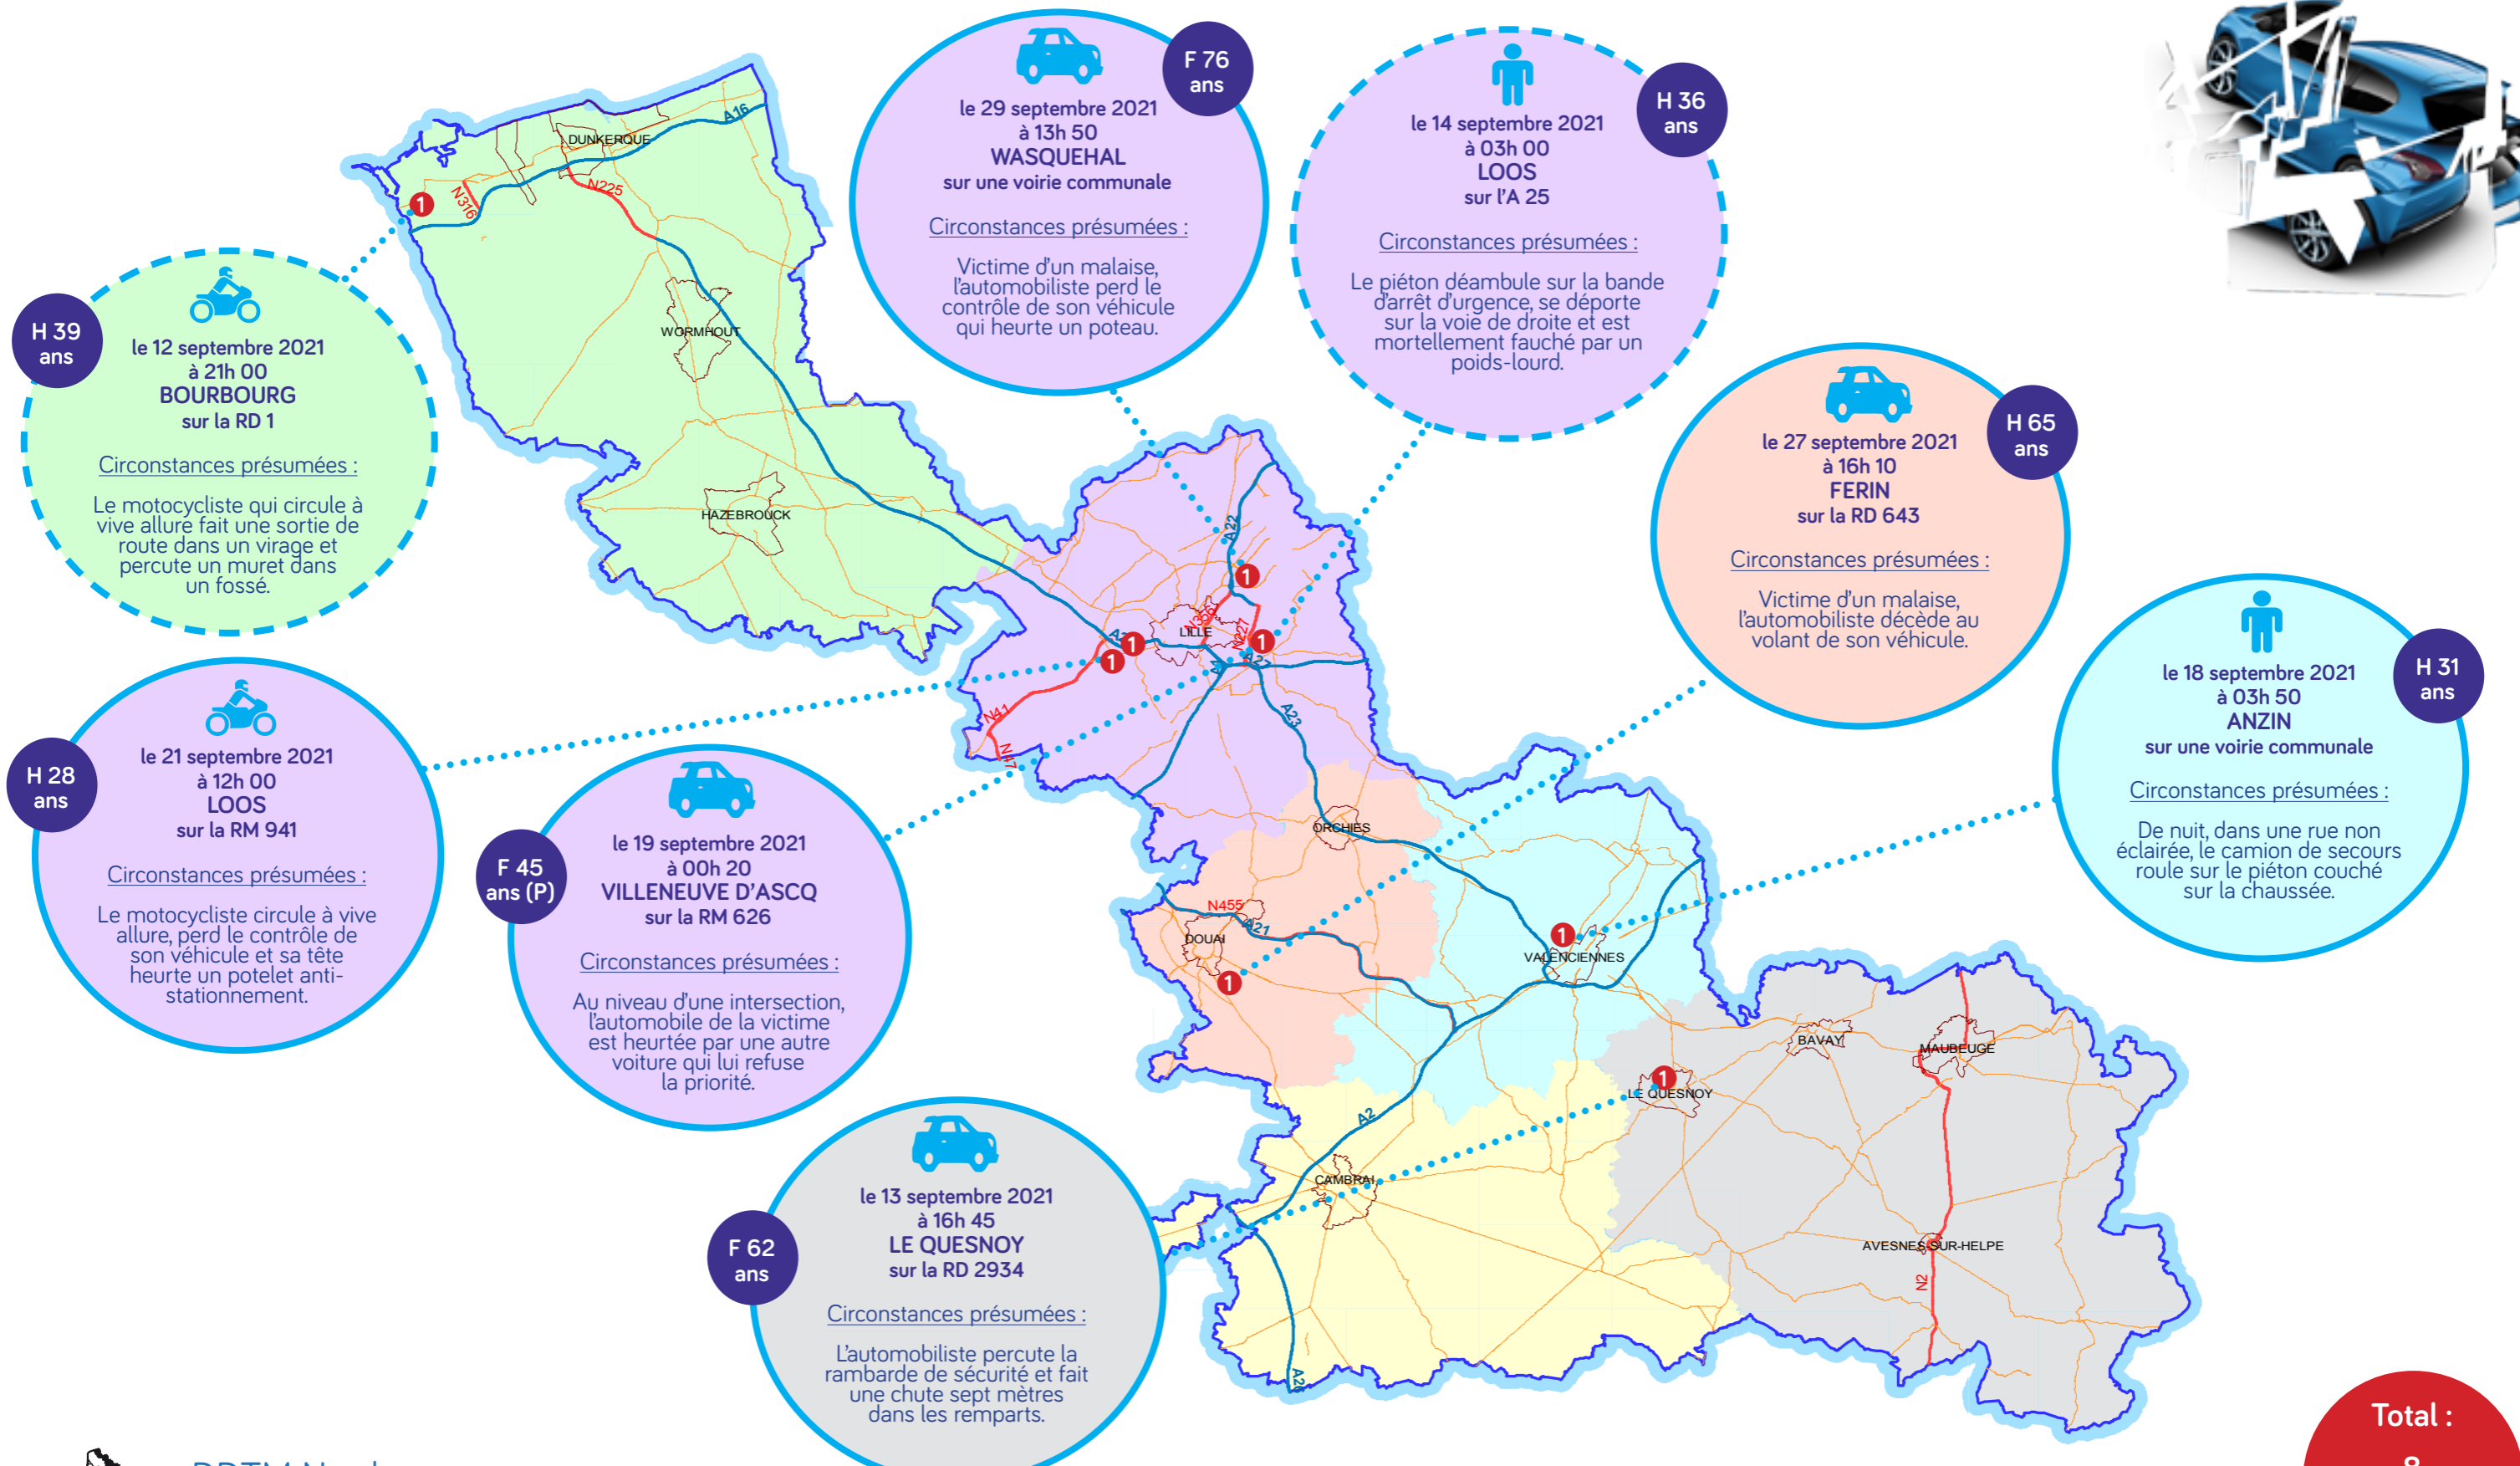 F 76
ans
le 29 septembre 2021
à 13h 50
WASQUEHAL
sur une voirie communale
Circonstances présumées :
Victime d'un malaise,
l'automobiliste perd le
contrôle de son véhicule
qui heurte un poteau.
H 36
ans
le 14 septembre 2021
à 03h 00
LOOS
sur l'A 25
Circonstances présumées :
Le piéton déambule sur la bande
d'arrêt d'urgence, se déporte
sur la voie de droite et est
mortellement fauché par un
poids-lourd.
H 39
ans
le 12 septembre 2021
à 21h 00
BOURBOURG
sur la RD 1
Circonstances présumées :
Le motocycliste qui circule à
vive allure fait une sortie de
route dans un virage et
percute un muret dans
un fossé.
H 65
ans
le 27 septembre 2021
à 16h 10
FERIN
sur la RD 643
Circonstances présumées :
Victime d'un malaise,
l'automobiliste décède au
volant de son véhicule.
H 31
ans
le 18 septembre 2021
à 03h 50
ANZIN
sur une voirie communale
Circonstances présumées :
De nuit, dans une rue non
éclairée, le camion de secours
roule sur le piéton couché
sur la chaussée.
H 28
ans
le 21 septembre 2021
à 12h 00
LOOS
sur la RM 941
Circonstances présumées :
Le motocycliste circule à vive
allure, perd le contrôle de
son véhicule et sa tête
heurte un potelet anti-
stationnement.
F 45
ans (P)
le 19 septembre 2021
à 00h 20
VILLENEUVE D'ASCQ
sur la RM 626
Circonstances présumées :
Au niveau d'une intersection,
l'automobile de la victime
est heurtée par une autre
voiture qui lui refuse
la priorité.
F 62
ans
le 13 septembre 2021
à 16h 45
LE QUESNOY
sur la RD 2934
Circonstances présumées :
L'automobiliste percute la
rambarde de sécurité et fait
une chute sept mètres
dans les remparts.
A16
DUNKERQUE
N225
N316
1
WORMHOUT
HAZEBROUCK
A22
1
N356
LILLE
N227
1
1
1
A1
A27
N41
N47
A23
ORCHIES
N455
A21
DOUAI
1
1
VALENCIENNES
BAVAY
MAUBEUGE
1
LE QUESNOY
A2
CAMBRAI
AVESNES-SUR-HELPE
N2
A26
Total :
8
DDTM Nord